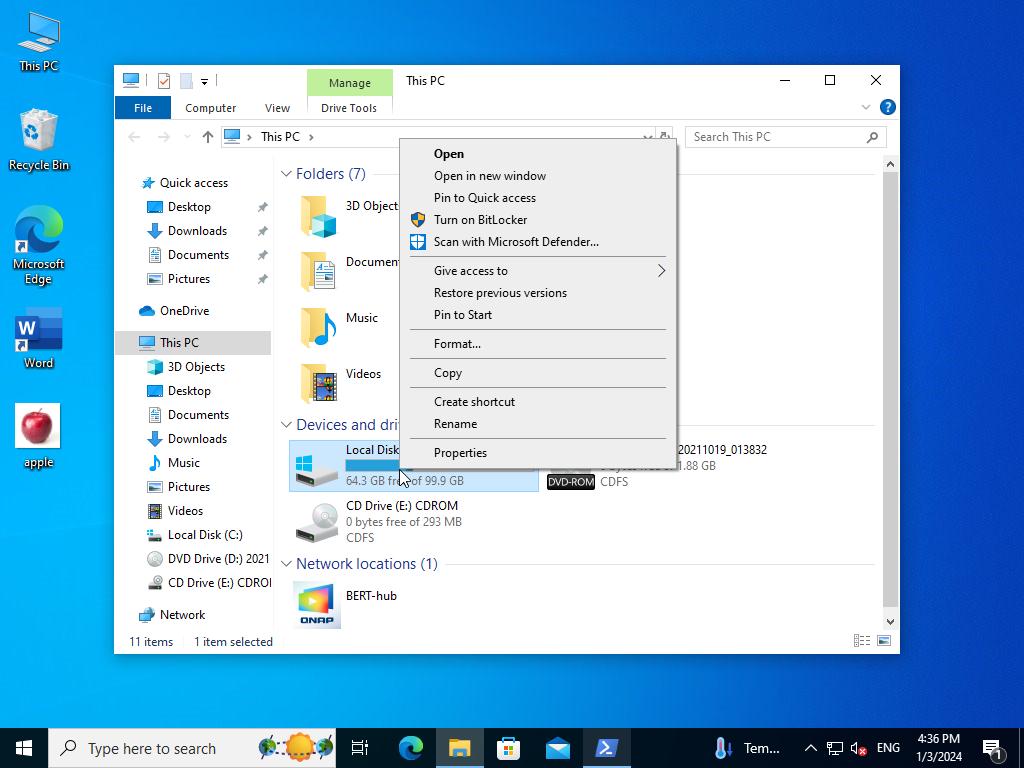 This PC
Recycle Bin
Microsoft
Edge
Word
apple
Manage
This PC
File
Computer
View
Drive Tools
This PC
Search This PC
Quick access
Desktop
Downloads
Documents
Pictures
OneDrive
This PC
3D Objects
Desktop
Documents
Downloads
Music
Pictures
Videos
Local Disk (C:)
DVD Drive (D:) 2021
CD Drive (E:) CDROM
Network
Folders (7)
3D Object
Documen
Music
Videos
Devices and dri
Local Disk
64.3 GB free of 99.9 GB
20211019_013832
1.88 GB
DVD-ROM
CDFS
CD Drive (E:) CDROM
0 bytes free of 293 MB
CDFS
Network locations (1)
QNAP
BERT-hub
Open
Open in new window
Pin to Quick access
Turn on BitLocker
Scan with Microsoft Defender...
Give access to
Restore previous versions
Pin to Start
Format...
Copy
Create shortcut
Rename
Properties
11 items
1 item selected
Type here to search
Tem...
ENG
4:36 PM
1/3/2024
1